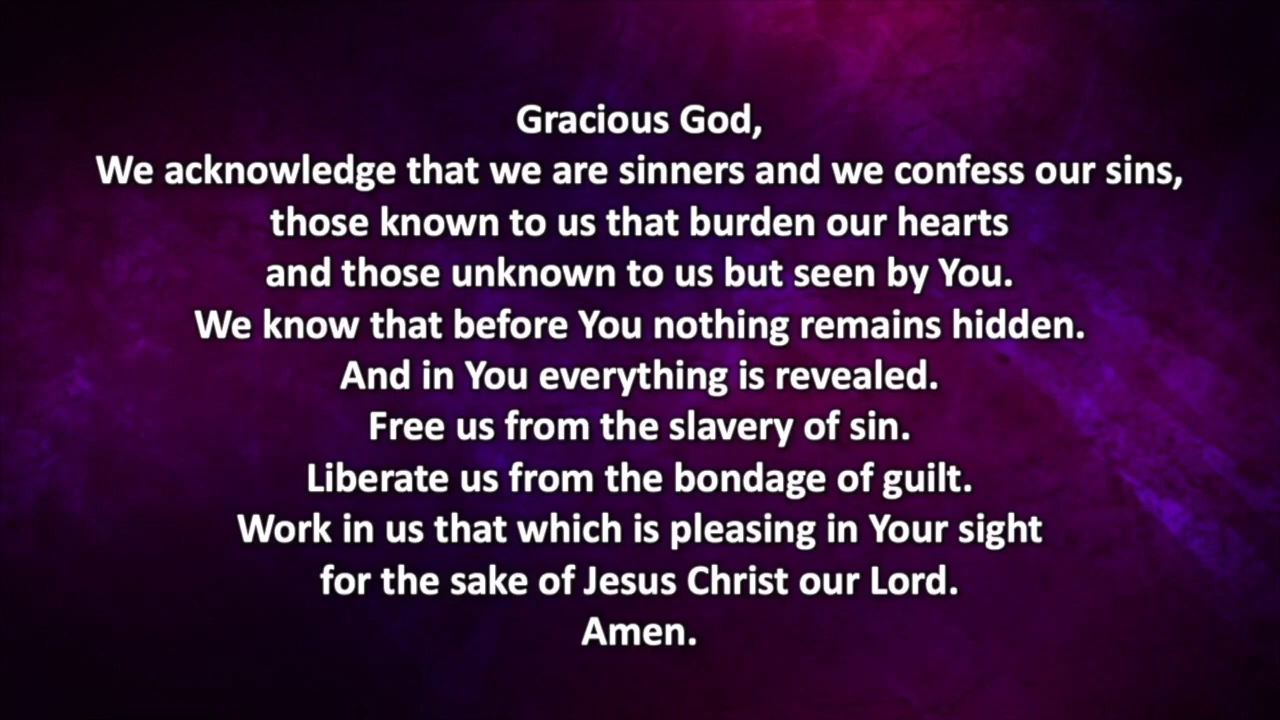 Gracious God,
We acknowledge that we are sinners and we confess our sins,
those known to us that burden our hearts
and those unknown to us but seen by You.
We know that before You nothing remains hidden.
And in You everything is revealed.
Free us from the slavery of sin.
Liberate us from the bondage of guilt.
Work in us that which is pleasing in Your sight
for the sake of Jesus Christ our Lord.
Amen.